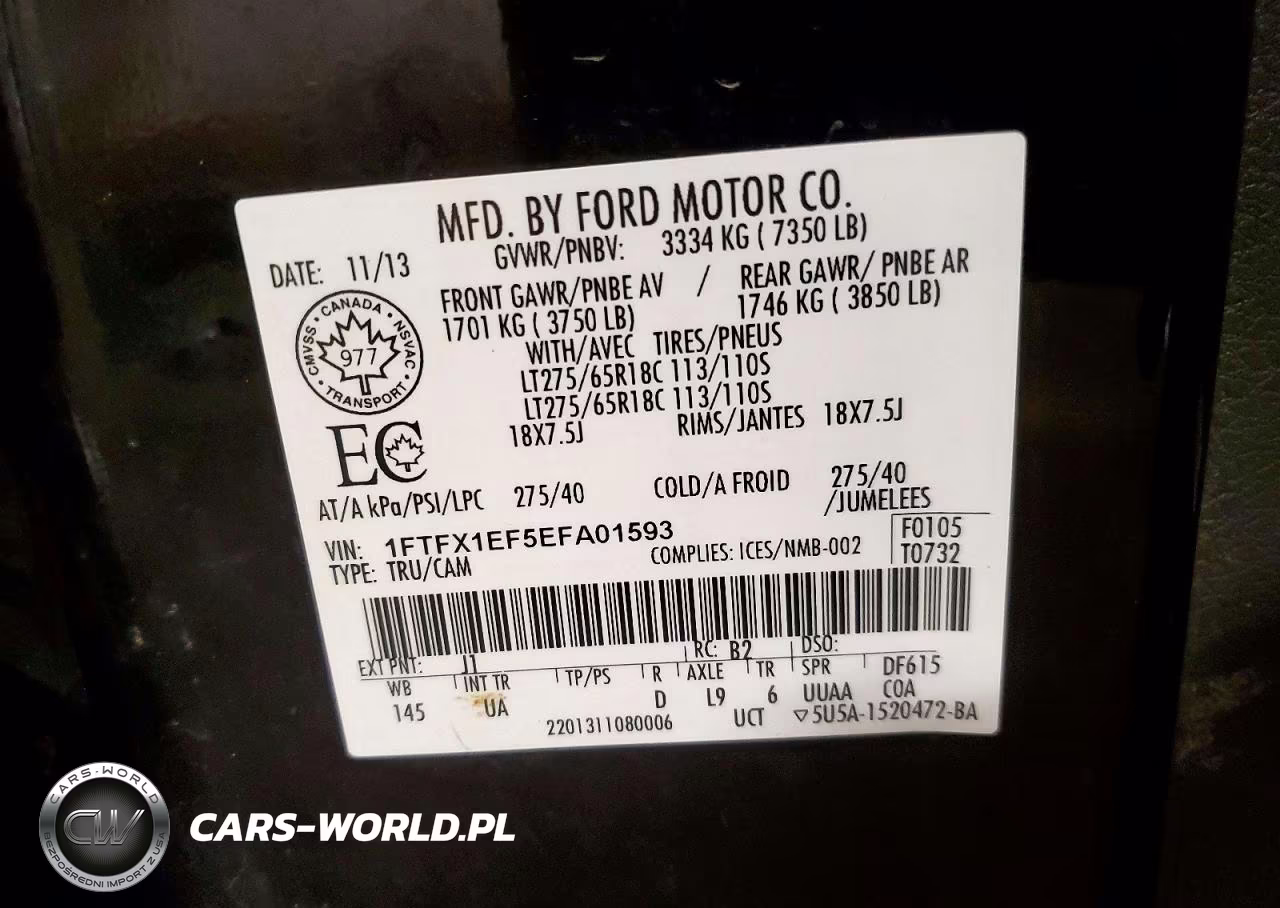 MFD. BY FORD MOTOR CO.
DATE: 11/13
GVWR/PNBV: 3334 KG ( 7350 LB)
FRONT GAWR/PNBE AV / REAR GAWR/ PNBE AR
1701 KG ( 3750 LB) 1746 KG ( 3850 LB)
WITH/AVEC TIRES/PNEUS
LT275/65R18C 113/110S
LT275/65R18C 113/110S
18X7.5J RIMS/JANTES 18X7.5J
CMVSS • CANADA • NSVAC • TRANSPORT •
977
EC
AT/A kPa/PSI/LPC 275/40 COLD/A FROID 275/40
/JUMELEES
VIN: 1FTFX1EF5EFA01593
TYPE: TRU/CAM COMPLIES: ICES/NMB-002
F0105
T0732
EXT PNT: J1 RC: B2 DSO:
WB INT TR TP/PS R AXLE TR SPR DF615
145 UA D L9 6 UUAA COA
2201311080006 UCT ▽5U5A-1520472-BA
CARS-WORLD
CW
BEZPOŚREDNI IMPORT Z USA
CARS-WORLD.PL